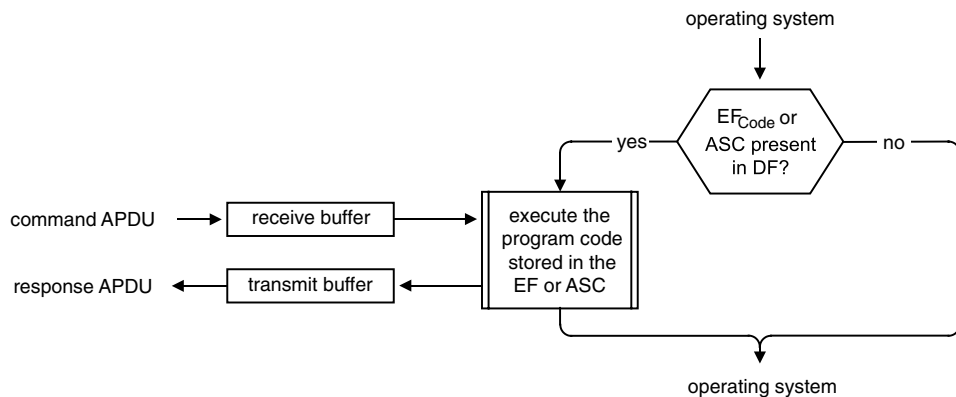 operating system
EFCode or
ASC present
in DF?
yes
no
command APDU
receive buffer
execute the
program code
stored in the
EF or ASC
response APDU
transmit buffer
operating system